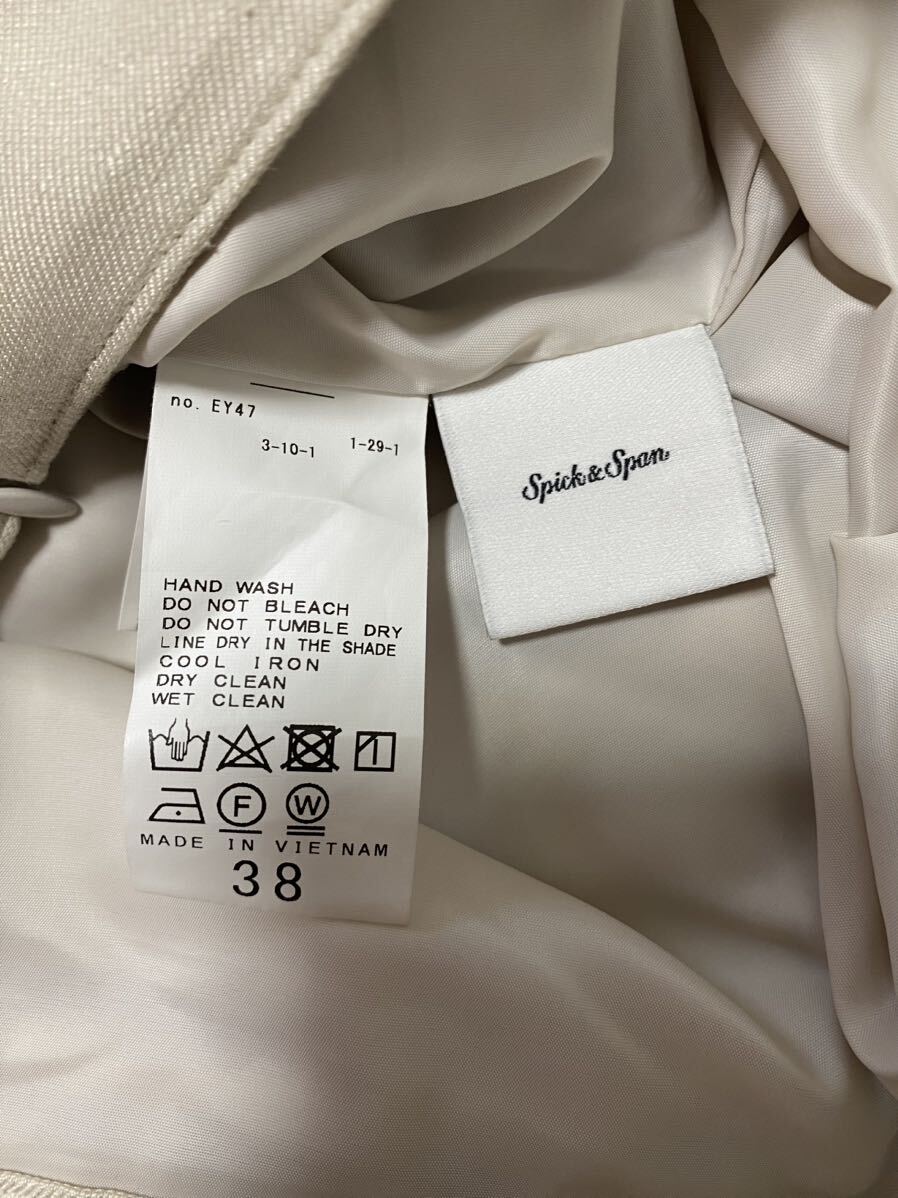 no. EY47
3-10-1 1-29-1
HAND WASH
DO NOT BLEACH
DO NOT TUMBLE DRY
LINE DRY IN THE SHADE
COOL IRON
DRY CLEAN
WET CLEAN
1
F W
MADE IN VIETNAM
38
Spick & Span